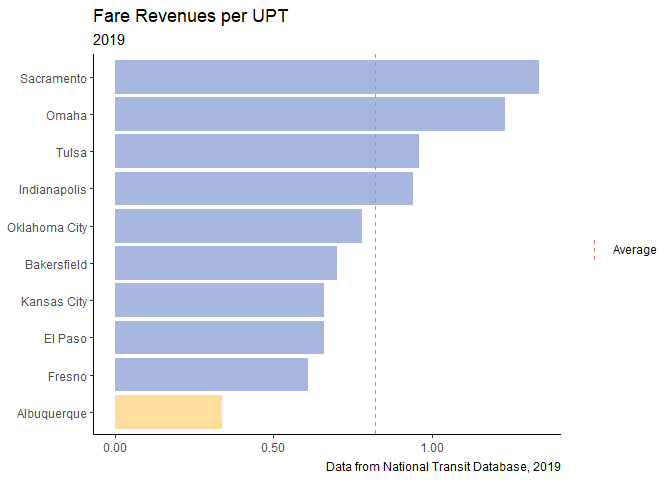 Fare Revenues per UPT
2019
Sacramento
Omaha
Tulsa
Indianapolis
Oklahoma City
Bakersfield
Kansas City
El Paso
Fresno
Albuquerque
0.00 0.50 1.00
Data from National Transit Database, 2019
Average